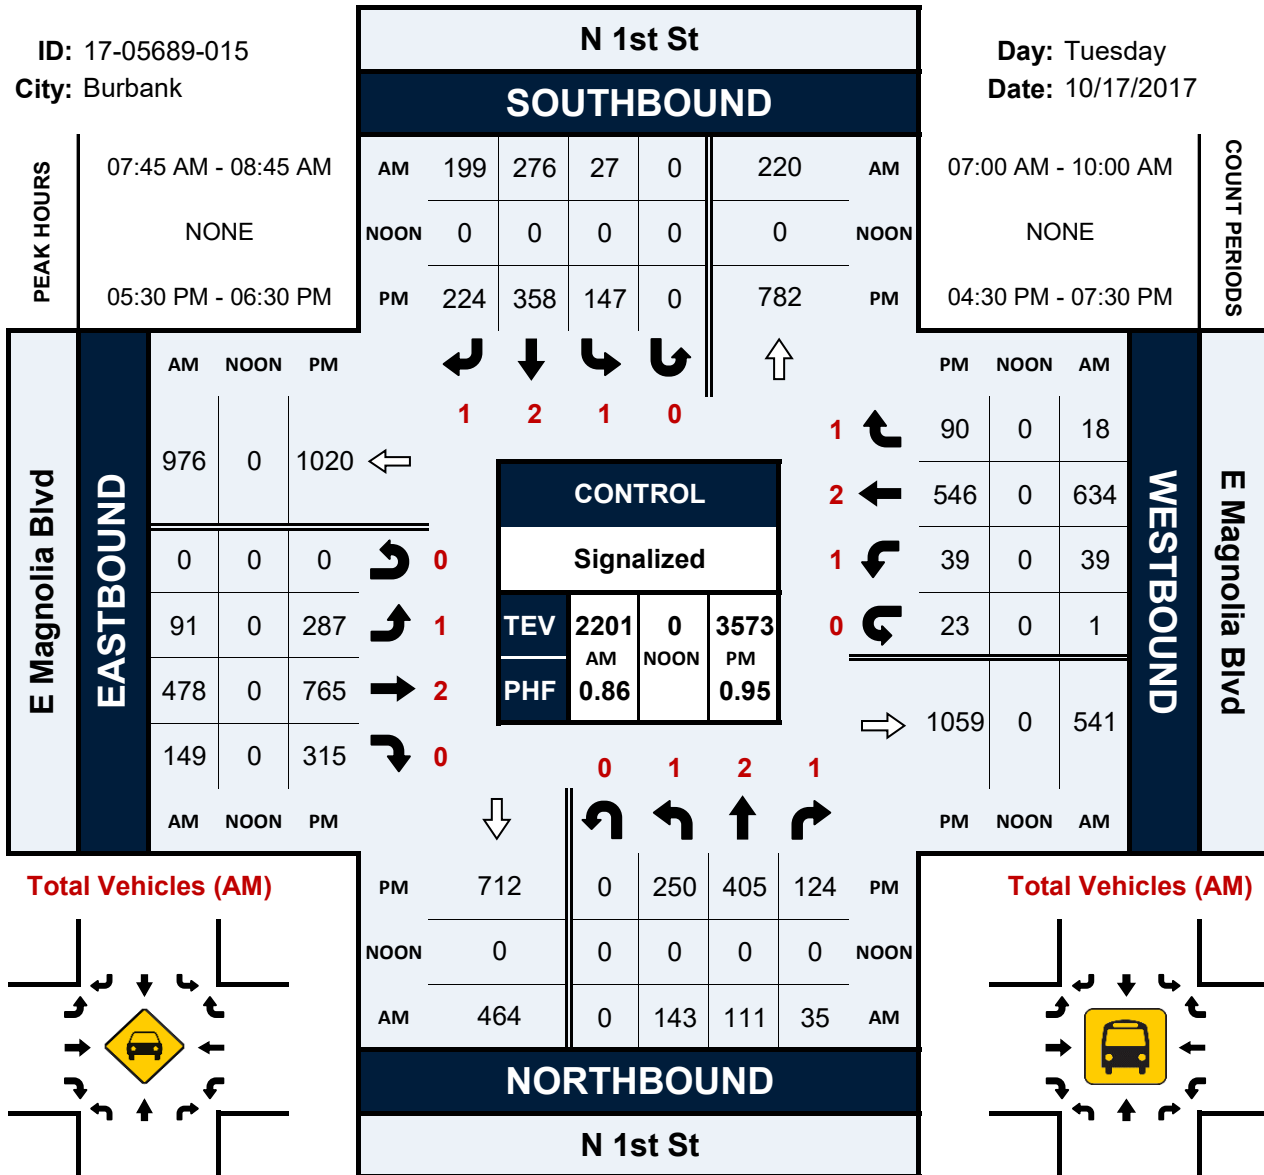 N 1st St
ID: 17-05689-015
Day: Tuesday
City: Burbank
Date: 10/17/2017
SOUTHBOUND
PEAK HOURS
07:45 AM - 08:45 AM
NONE
05:30 PM - 06:30 PM
AM 199 276 27 0 220 AM
NOON 0 0 0 0 0 NOON
PM 224 358 147 0 782 PM
07:00 AM - 10:00 AM
NONE
04:30 PM - 07:30 PM
COUNT PERIODS
1 2 1 0
E Magnolia Blvd
EASTBOUND
AM NOON PM
976 0 1020
0 0 0 0
91 0 287 1
478 0 765 2
149 0 315 0
AM NOON PM
CONTROL
Signalized
TEV 2201 0 3573
AM NOON PM
PHF 0.86 0.95
PM NOON AM
1 90 0 18
2 546 0 634
1 39 0 39
0 23 0 1
1059 0 541
PM NOON AM
WESTBOUND
E Magnolia Blvd
0 1 2 1
PM 712 0 250 405 124 PM
NOON 0 0 0 0 0 NOON
AM 464 0 143 111 35 AM
NORTHBOUND
N 1st St
Total Vehicles (AM)
Total Vehicles (AM)